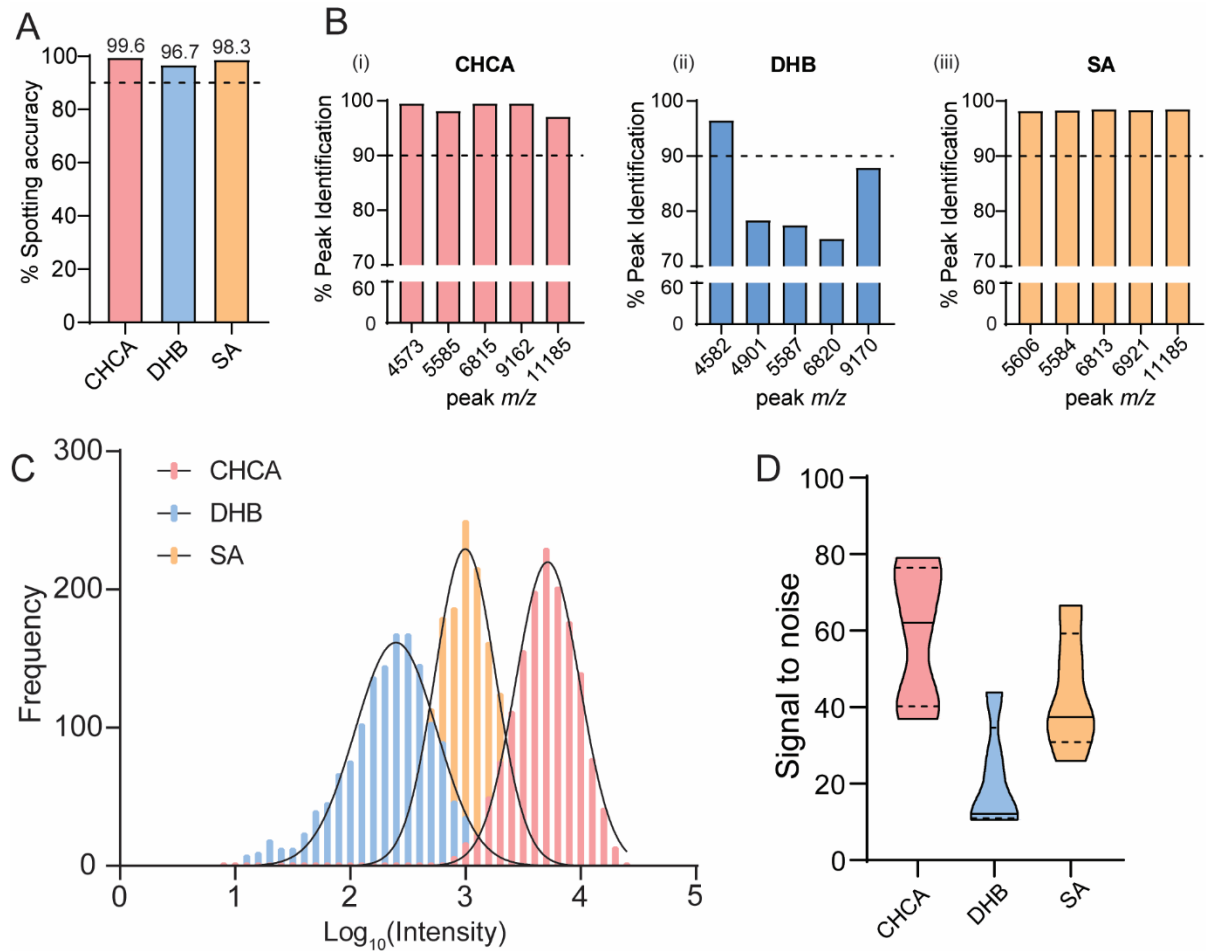 A
99.6
96.7
98.3
% Spotting accuracy
100
80
60
40
20
0
CHCA
DHB
SA
B
(i)
CHCA
% Peak Identification
100
90
80
70
60
0
4573
5585
6815
9162
11185
peak m/z
(ii)
DHB
% Peak Identification
100
90
80
70
60
0
4582
4901
5587
6820
9170
peak m/z
(iii)
SA
% Peak Identification
100
90
80
70
60
0
5606
5584
6813
6921
11185
peak m/z
C
CHCA
DHB
SA
Frequency
300
200
100
0
0
1
2
3
4
5
Log₁₀(Intensity)
D
Signal to noise
100
80
60
40
20
0
CHCA
DHB
SA